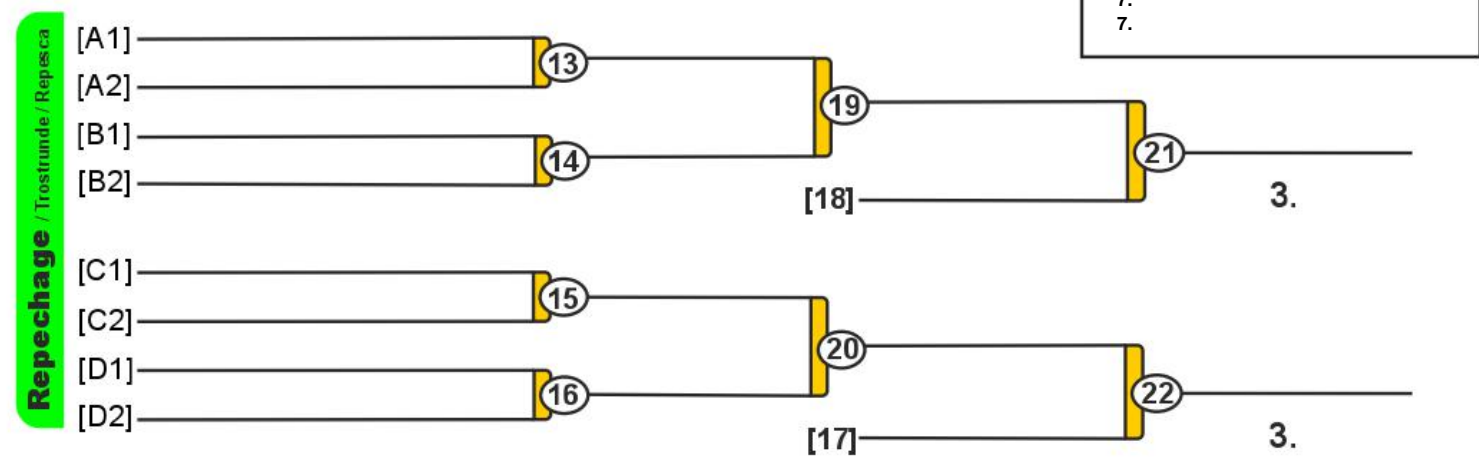 7.
7.
Repechage / Trostrunde / Repesca
[A1]
13
[A2]
19
[B1]
14
[B2]
[18]
21
3.
[C1]
15
[C2]
20
[D1]
16
[D2]
[17]
22
3.